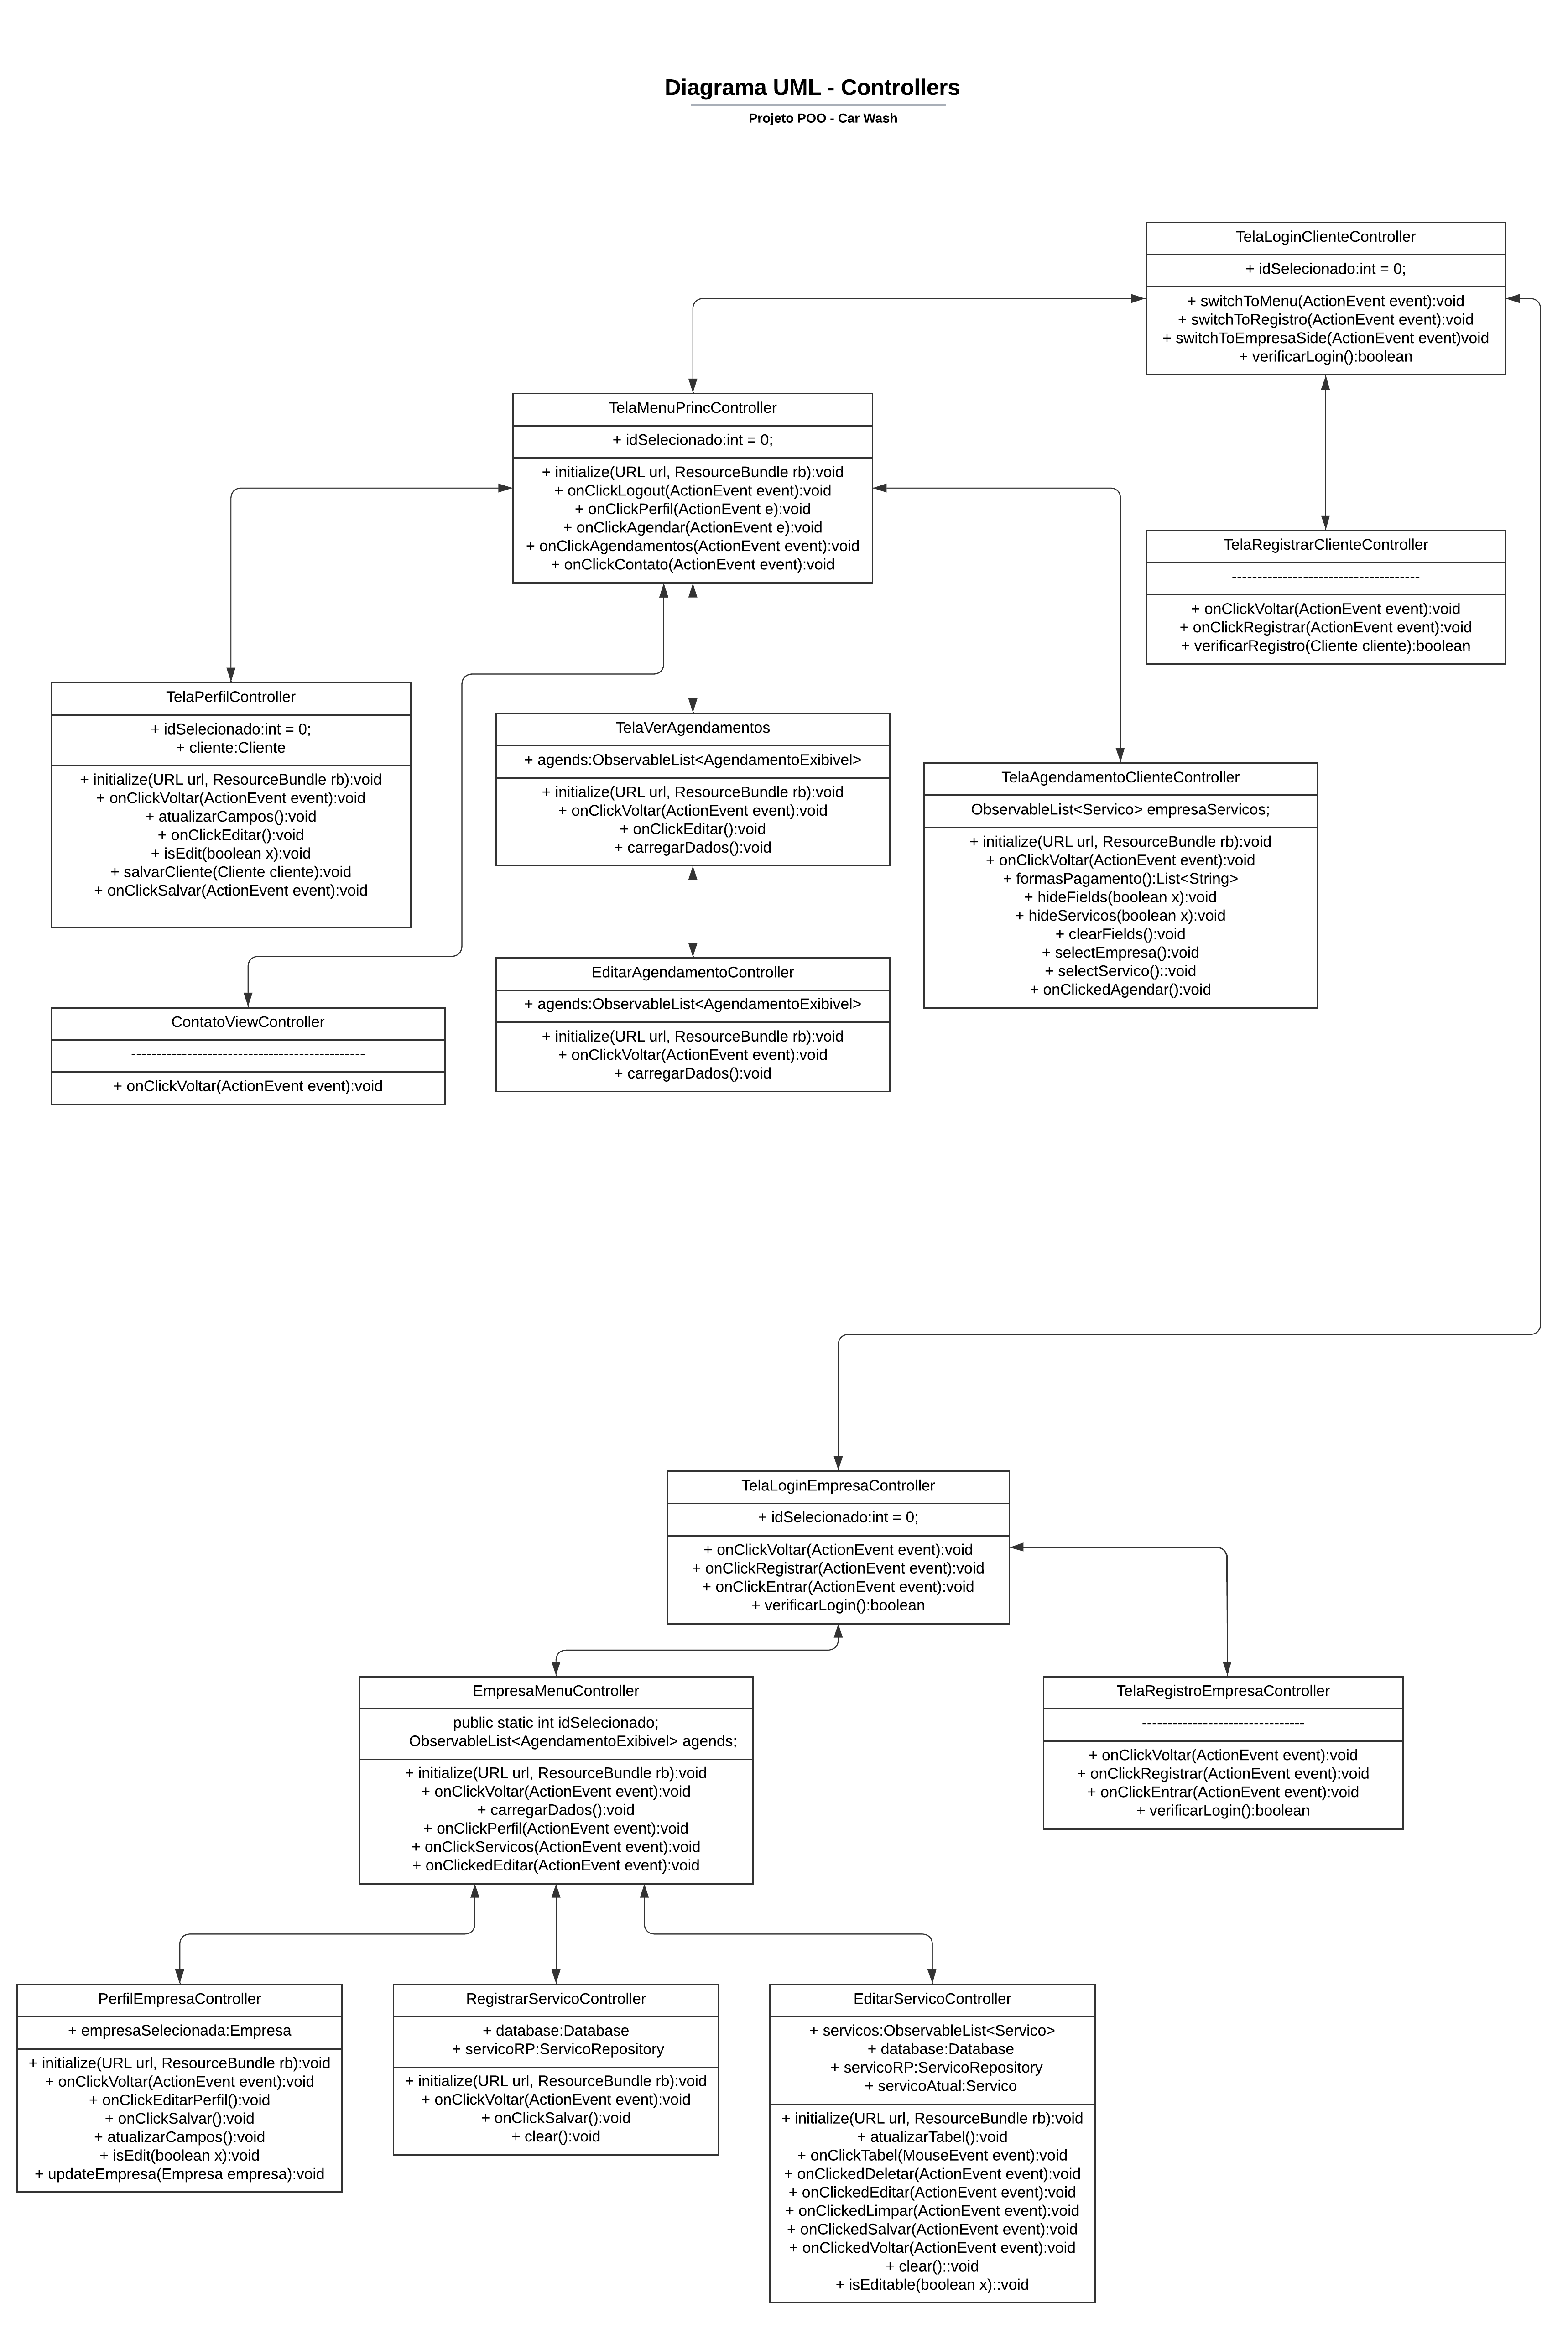 Diagrama UML - Controllers
Projeto POO - Car Wash
TelaLoginClienteController
+ idSelecionado:int = 0;
+ switchToMenu(ActionEvent event):void
+ switchToRegistro(ActionEvent event):void
+ switchToEmpresaSide(ActionEvent event)void
+ verificarLogin():boolean
TelaMenuPrincController
+ idSelecionado:int = 0;
+ initialize(URL url, ResourceBundle rb):void
+ onClickLogout(ActionEvent event):void
+ onClickPerfil(ActionEvent e):void
+ onClickAgendar(ActionEvent e):void
+ onClickAgendamentos(ActionEvent event):void
+ onClickContato(ActionEvent event):void
TelaRegistrarClienteController
-------------------------------------
+ onClickVoltar(ActionEvent event):void
+ onClickRegistrar(ActionEvent event):void
+ verificarRegistro(Cliente cliente):boolean
TelaPerfilController
+ idSelecionado:int = 0;
+ cliente:Cliente
+ initialize(URL url, ResourceBundle rb):void
+ onClickVoltar(ActionEvent event):void
+ atualizarCampos():void
+ onClickEditar():void
+ isEdit(boolean x):void
+ salvarCliente(Cliente cliente):void
+ onClickSalvar(ActionEvent event):void
TelaVerAgendamentos
+ agends:ObservableList<AgendamentoExibivel>
+ initialize(URL url, ResourceBundle rb):void
+ onClickVoltar(ActionEvent event):void
+ onClickEditar():void
+ carregarDados():void
TelaAgendamentoClienteController
ObservableList<Servico> empresaServicos;
+ initialize(URL url, ResourceBundle rb):void
+ onClickVoltar(ActionEvent event):void
+ formasPagamento():List<String>
+ hideFields(boolean x):void
+ hideServicos(boolean x):void
+ clearFields():void
+ selectEmpresa():void
+ selectServico()::void
+ onClickedAgendar():void
EditarAgendamentoController
+ agends:ObservableList<AgendamentoExibivel>
+ initialize(URL url, ResourceBundle rb):void
+ onClickVoltar(ActionEvent event):void
+ carregarDados():void
ContatoViewController
----------------------------------------------
+ onClickVoltar(ActionEvent event):void
TelaLoginEmpresaController
+ idSelecionado:int = 0;
+ onClickVoltar(ActionEvent event):void
+ onClickRegistrar(ActionEvent event):void
+ onClickEntrar(ActionEvent event):void
+ verificarLogin():boolean
EmpresaMenuController
public static int idSelecionado;
ObservableList<AgendamentoExibivel> agends;
+ initialize(URL url, ResourceBundle rb):void
+ onClickVoltar(ActionEvent event):void
+ carregarDados():void
+ onClickPerfil(ActionEvent event):void
+ onClickServicos(ActionEvent event):void
+ onClickedEditar(ActionEvent event):void
TelaRegistroEmpresaController
--------------------------------
+ onClickVoltar(ActionEvent event):void
+ onClickRegistrar(ActionEvent event):void
+ onClickEntrar(ActionEvent event):void
+ verificarLogin():boolean
PerfilEmpresaController
+ empresaSelecionada:Empresa
+ initialize(URL url, ResourceBundle rb):void
+ onClickVoltar(ActionEvent event):void
+ onClickEditarPerfil():void
+ onClickSalvar():void
+ atualizarCampos():void
+ isEdit(boolean x):void
+ updateEmpresa(Empresa empresa):void
RegistrarServicoController
+ database:Database
+ servicoRP:ServicoRepository
+ initialize(URL url, ResourceBundle rb):void
+ onClickVoltar(ActionEvent event):void
+ onClickSalvar():void
+ clear():void
EditarServicoController
+ servicos:ObservableList<Servico>
+ database:Database
+ servicoRP:ServicoRepository
+ servicoAtual:Servico
+ initialize(URL url, ResourceBundle rb):void
+ atualizarTabel():void
+ onClickTabel(MouseEvent event):void
+ onClickedDeletar(ActionEvent event):void
+ onClickedEditar(ActionEvent event):void
+ onClickedLimpar(ActionEvent event):void
+ onClickedSalvar(ActionEvent event):void
+ onClickedVoltar(ActionEvent event):void
+ clear()::void
+ isEditable(boolean x)::void